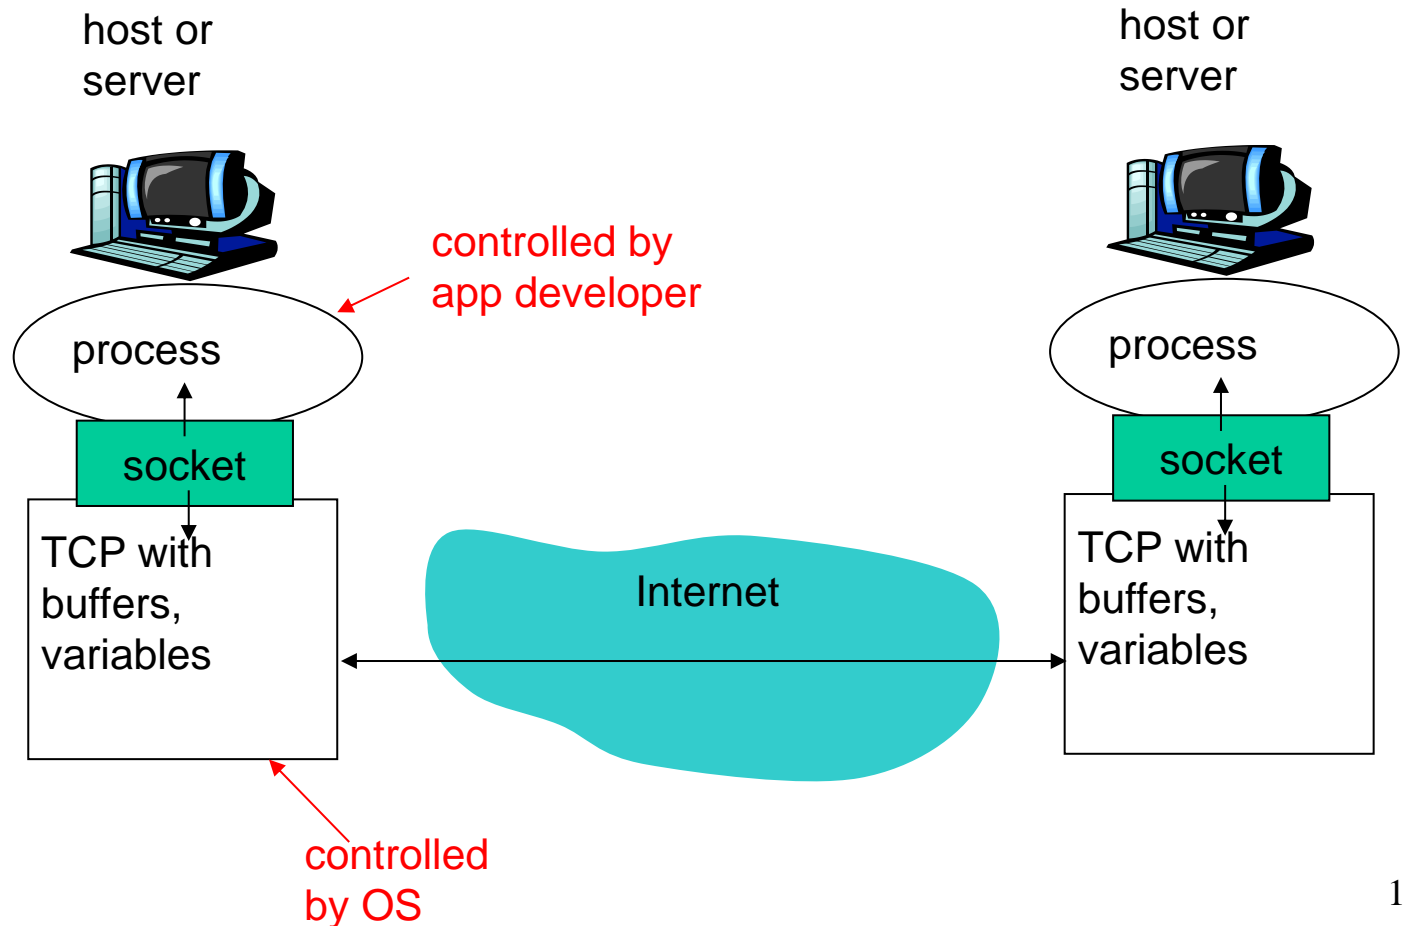 host or
server
host or
server
controlled by
app developer
process
process
socket
socket
TCP with
buffers,
variables
Internet
TCP with
buffers,
variables
controlled
by OS
1